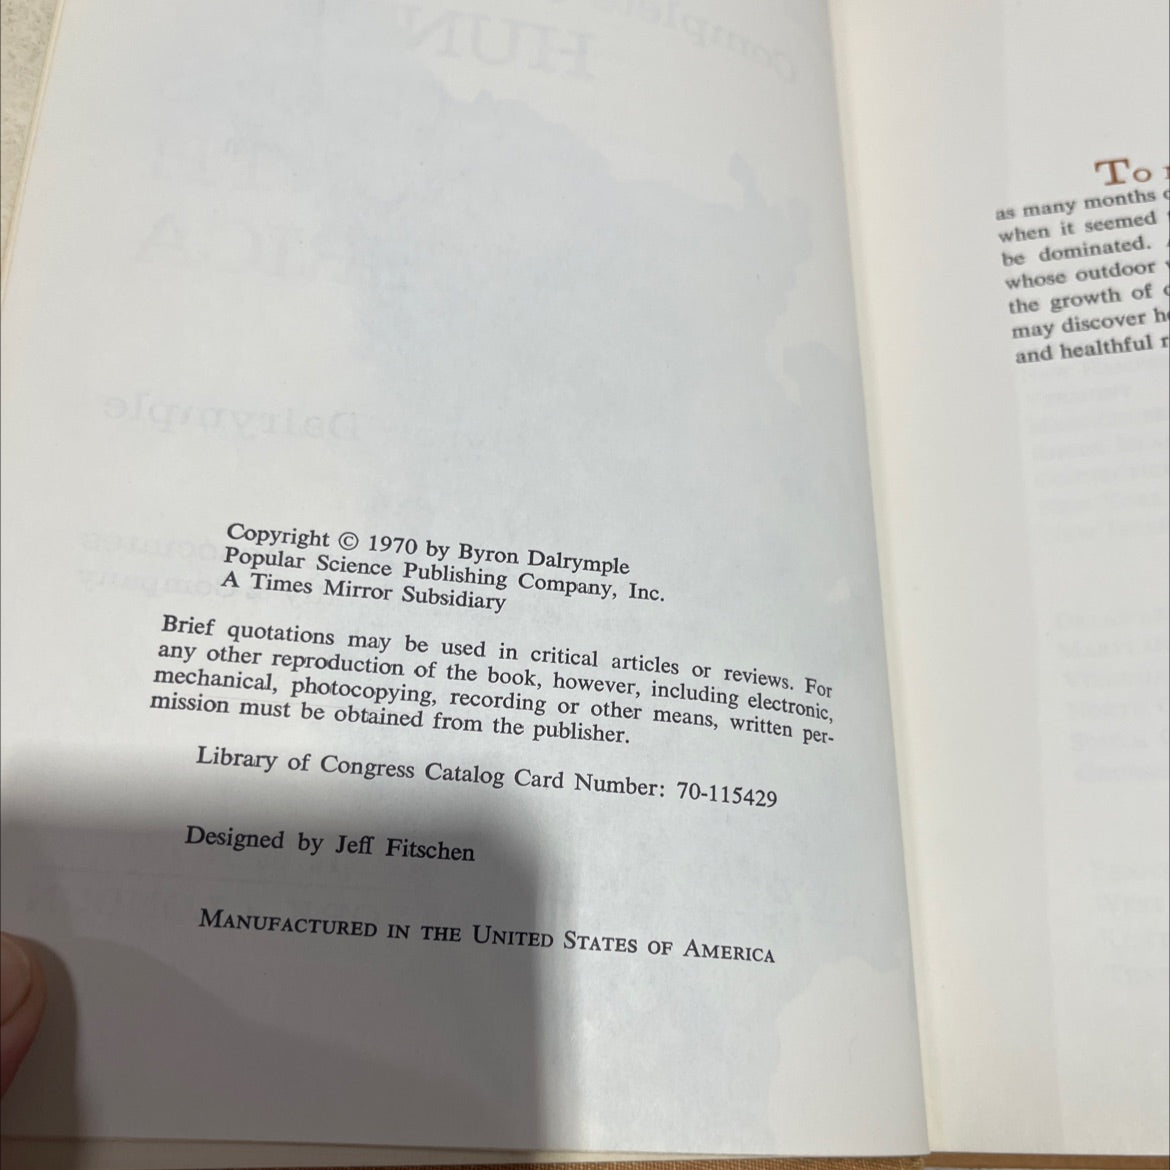 Copyright © 1970 by Byron Dalrymple
Popular Science Publishing Company, Inc.
A Times Mirror Subsidiary
Brief quotations may be used in critical articles or reviews. For
any other reproduction of the book, however, including electronic,
mechanical, photocopying, recording or other means, written per-
mission must be obtained from the publisher.
Library of Congress Catalog Card Number: 70-115429
Designed by Jeff Fitschen
MANUFACTURED IN THE UNITED STATES OF AMERICA
To
as many months
when it seemed
be dominated.
whose outdoor
the growth of
may discover
and healthful